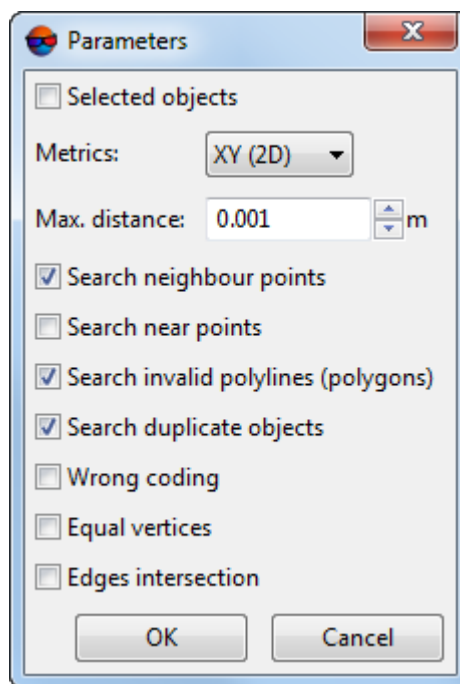 Parameters
Selected objects
Metrics: XY (2D)
Max. distance: 0.001 m
Search neighbour points
Search near points
Search invalid polylines (polygons)
Search duplicate objects
Wrong coding
Equal vertices
Edges intersection
OK Cancel